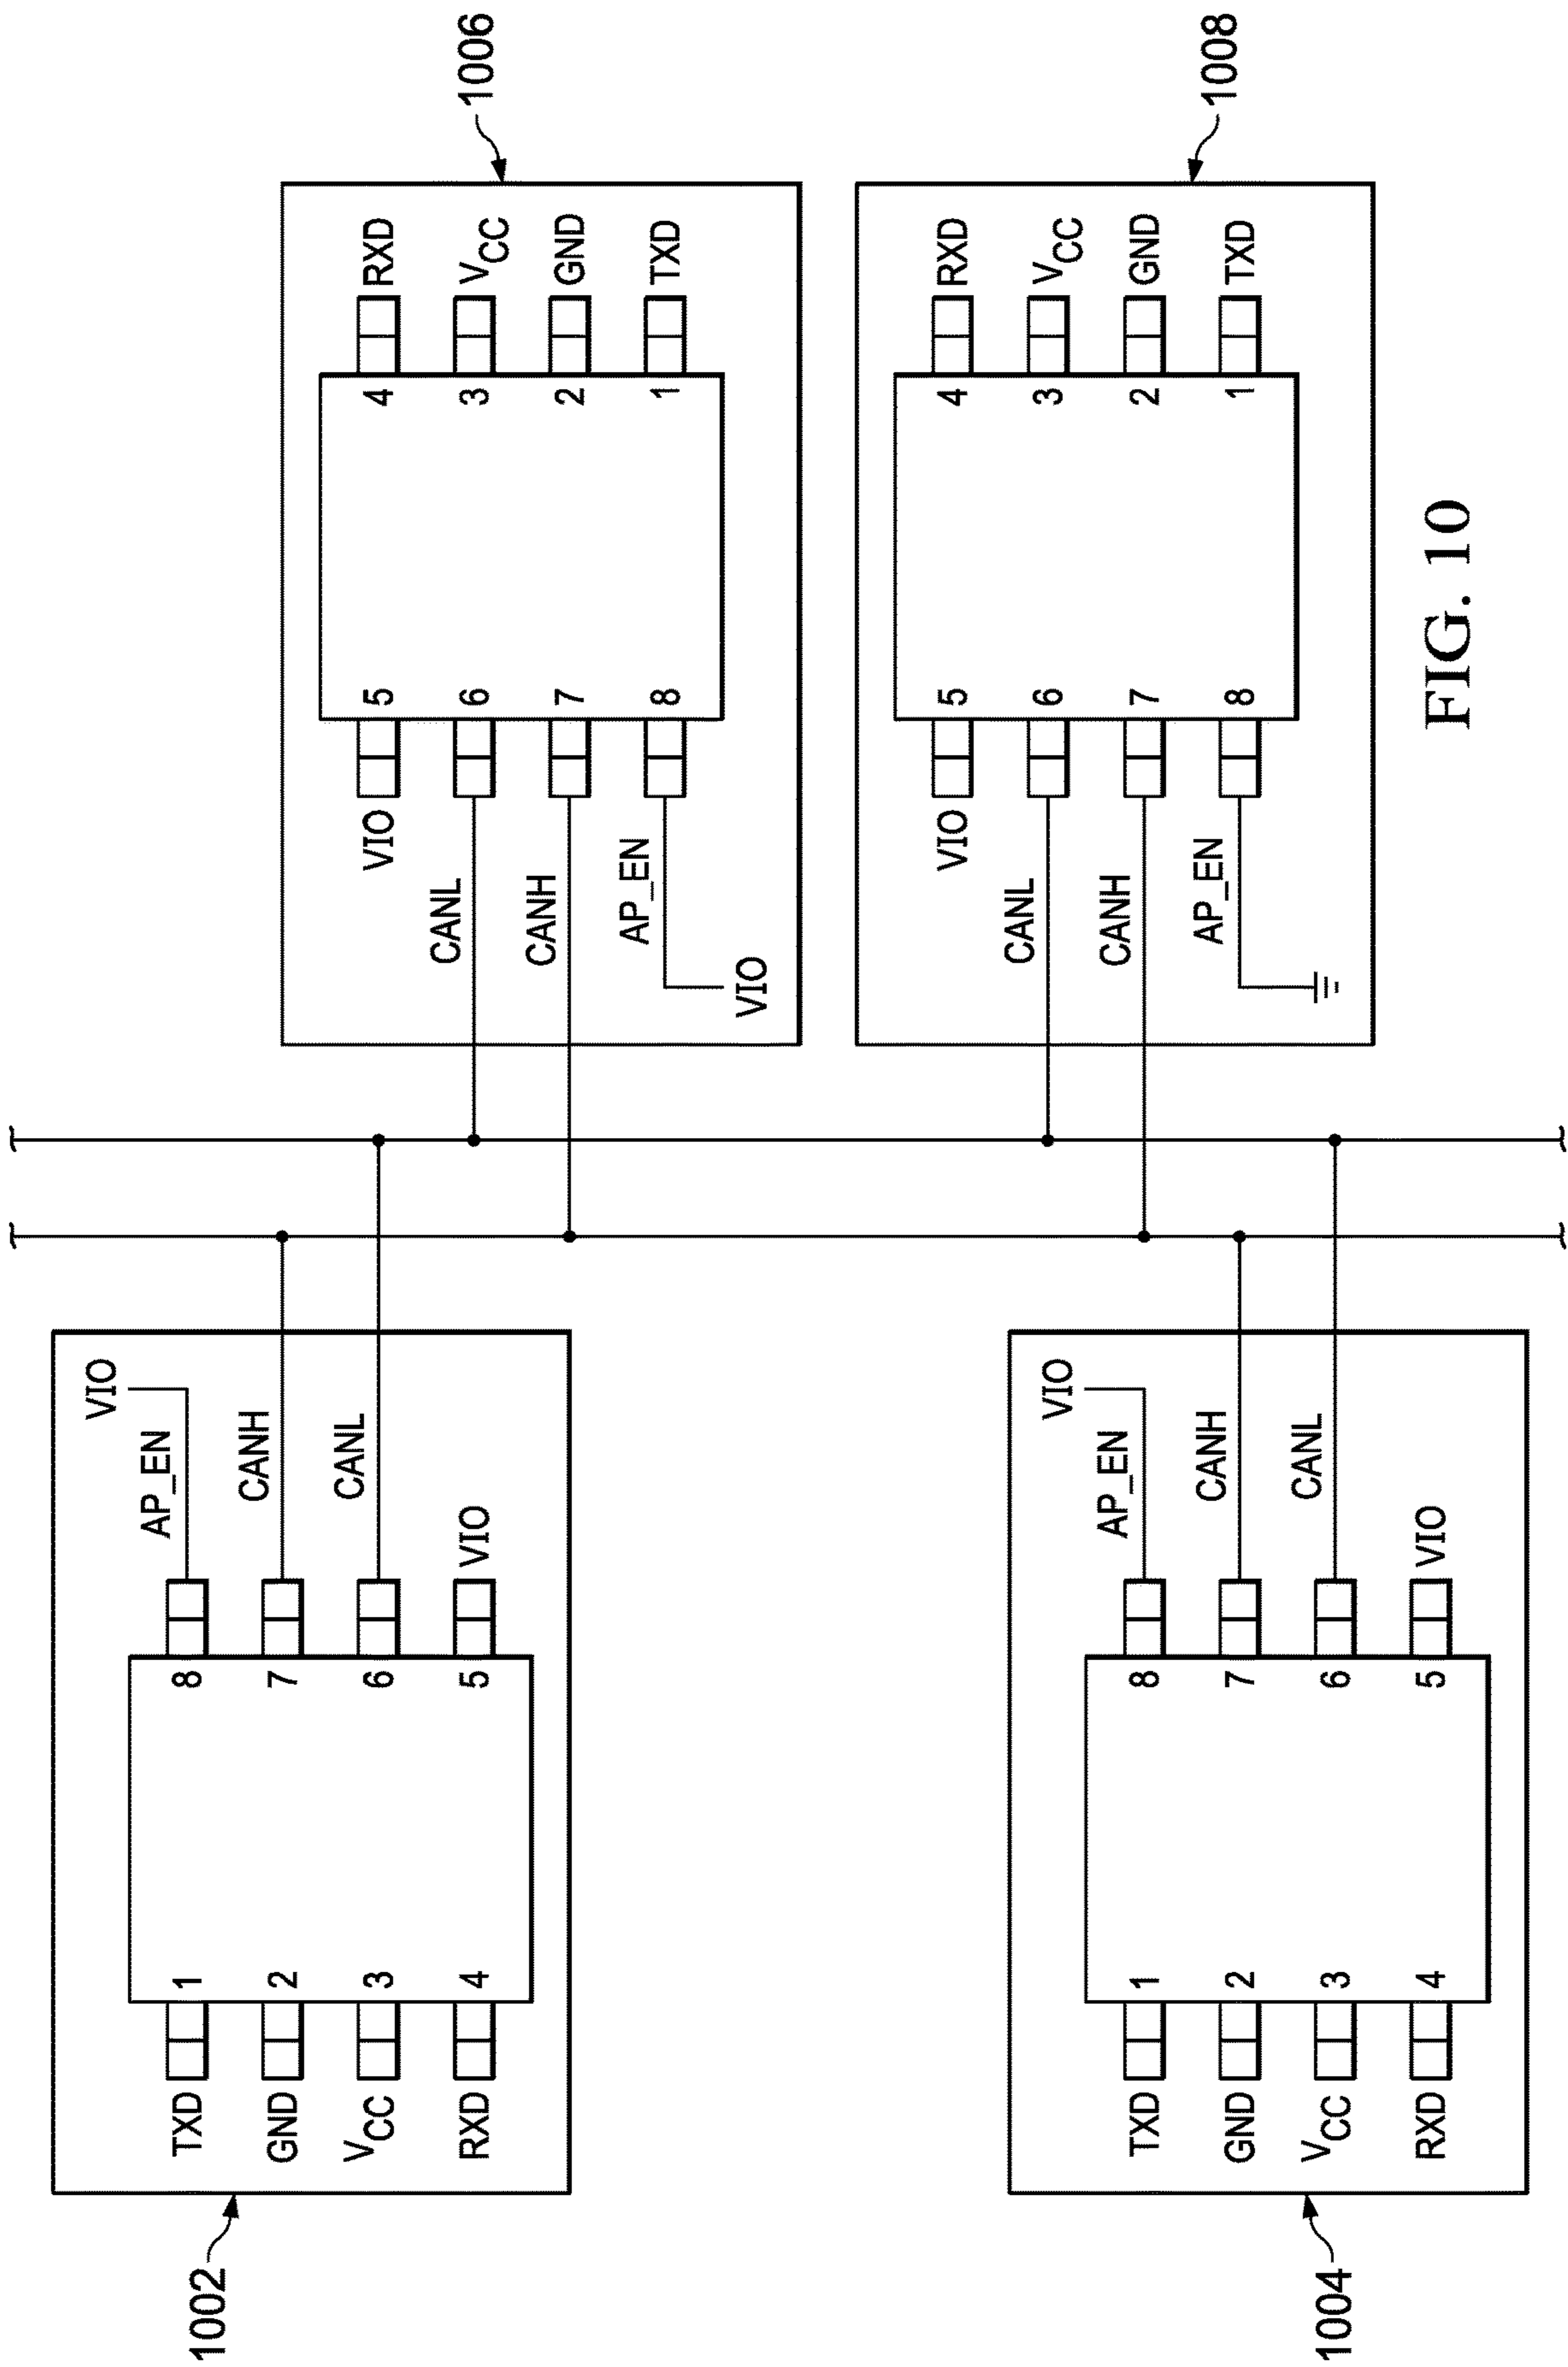 1002
VIO
TXD 1 8 AP_EN
GND 2 7 CANH
VCC 3 6 CANL
RXD 4 5 VIO
1006
VIO 5 4 RXD
CANL 6 3 VCC
CANH 7 2 GND
AP_EN 8 1 TXD
VIO
1004
VIO
TXD 1 8 AP_EN
GND 2 7 CANH
VCC 3 6 CANL
RXD 4 5 VIO
1008
VIO 5 4 RXD
CANL 6 3 VCC
CANH 7 2 GND
AP_EN 8 1 TXD
FIG. 10